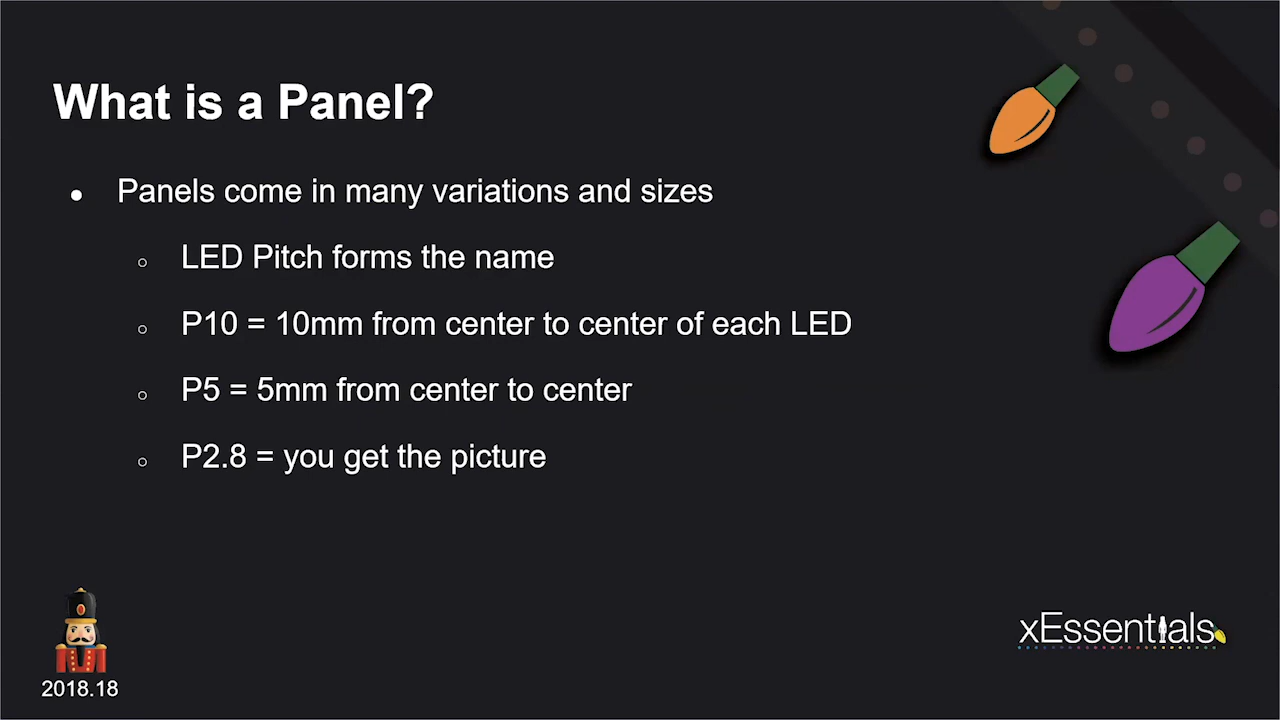 What is a Panel?
● Panels come in many variations and sizes
○ LED Pitch forms the name
○ P10 = 10mm from center to center of each LED
○ P5 = 5mm from center to center
○ P2.8 = you get the picture
xEssentials
2018.18